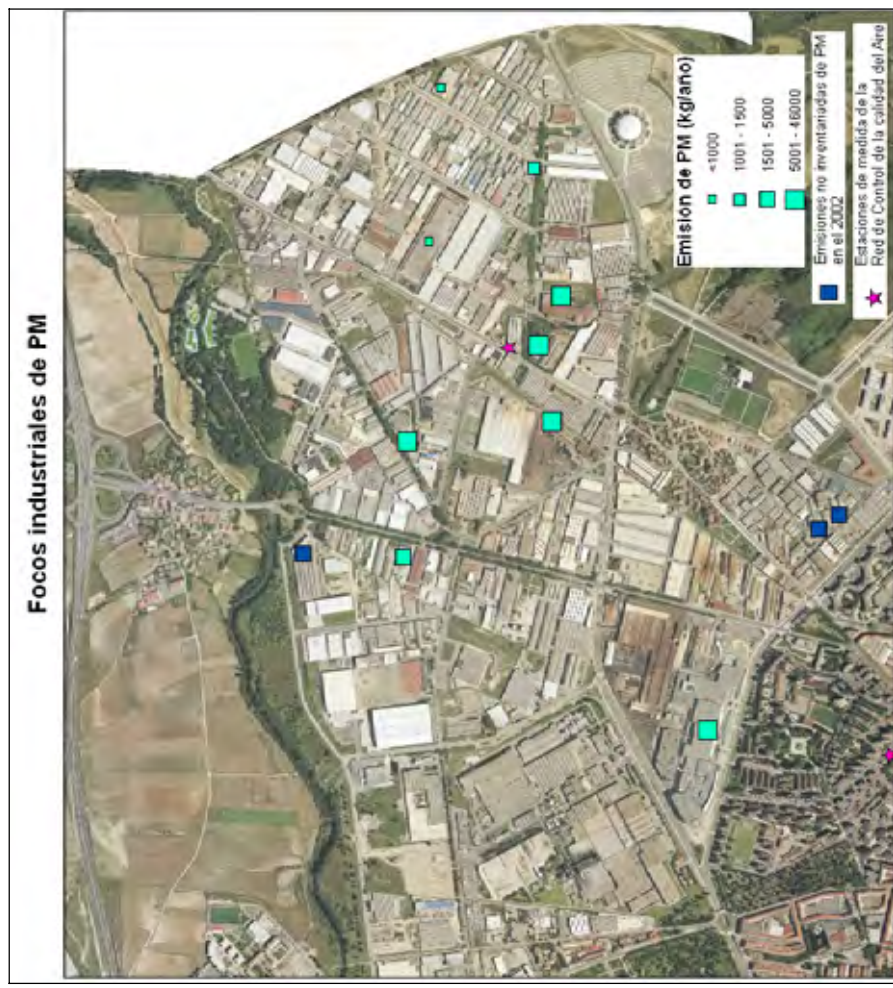 Focos industriales de PM
Emisión de PM (kg/año)
<1000
1001 - 1500
1501 - 5000
5001 - 46000
Emisiones no inventariadas de PM
en el 2002
Estaciones de medida de la
Red de Control de la calidad del Aire